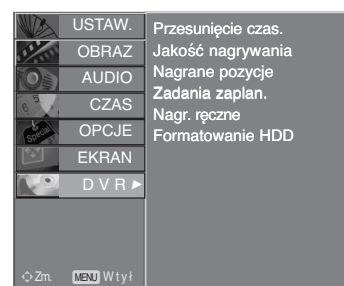 USTAW.
OBRAZ
AUDIO
CZAS
OPCJE
EKRAN
D V R
Przesunięcie czas.
Jakość nagrywania
Nagrane pozycje
Zadania zaplan.
Nagr. ręczne
Formatowanie HDD
Special
Zm. MENU Wtył